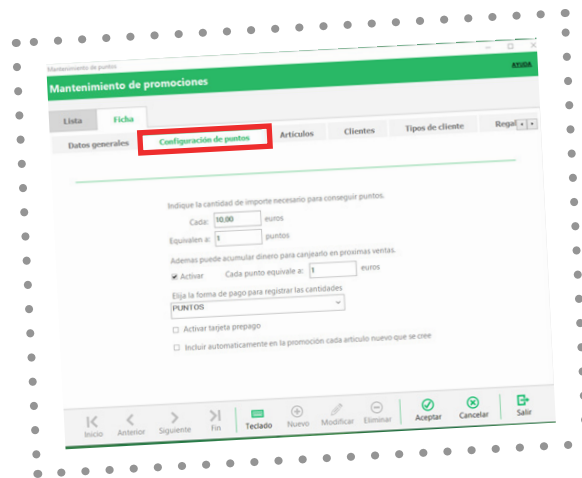 Mantenimiento de puntos
Mantenimiento de promociones
AYUDA
Lista Ficha
Datos generales Configuración de puntos Artículos Clientes Tipos de cliente Regal
Indique la cantidad de importe necesario para conseguir puntos.
Cada: 10,00 euros
Equivalen a: 1 puntos
Ademas puede acumular dinero para canjearlo en proximas ventas.
Activar Cada punto equivale a: 1 euros
Elija la forma de pago para registrar las cantidades
PUNTOS
Activar tarjeta prepago
Incluir automaticamente en la promoción cada articulo nuevo que se cree
Inicio Anterior Siguiente Fin Teclado Nuevo Modificar Eliminar Aceptar Cancelar Salir